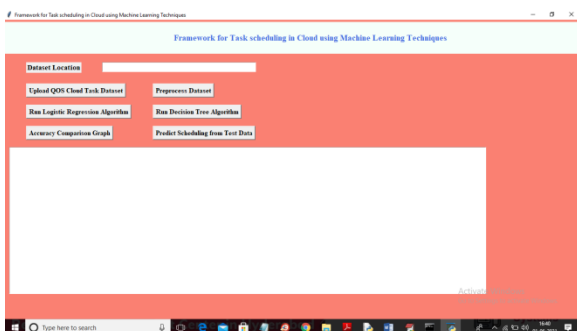 Framework for Task scheduling in Cloud using Machine Learning Techniques
Framework for Task scheduling in Cloud using Machine Learning Techniques
Dataset Location
Upload QOS Cloud Task Dataset
Preprocess Dataset
Run Logistic Regression Algorithm
Run Decision Tree Algorithm
Accuracy Comparison Graph
Predict Scheduling from Test Data
Activate
Type here to search
16:40